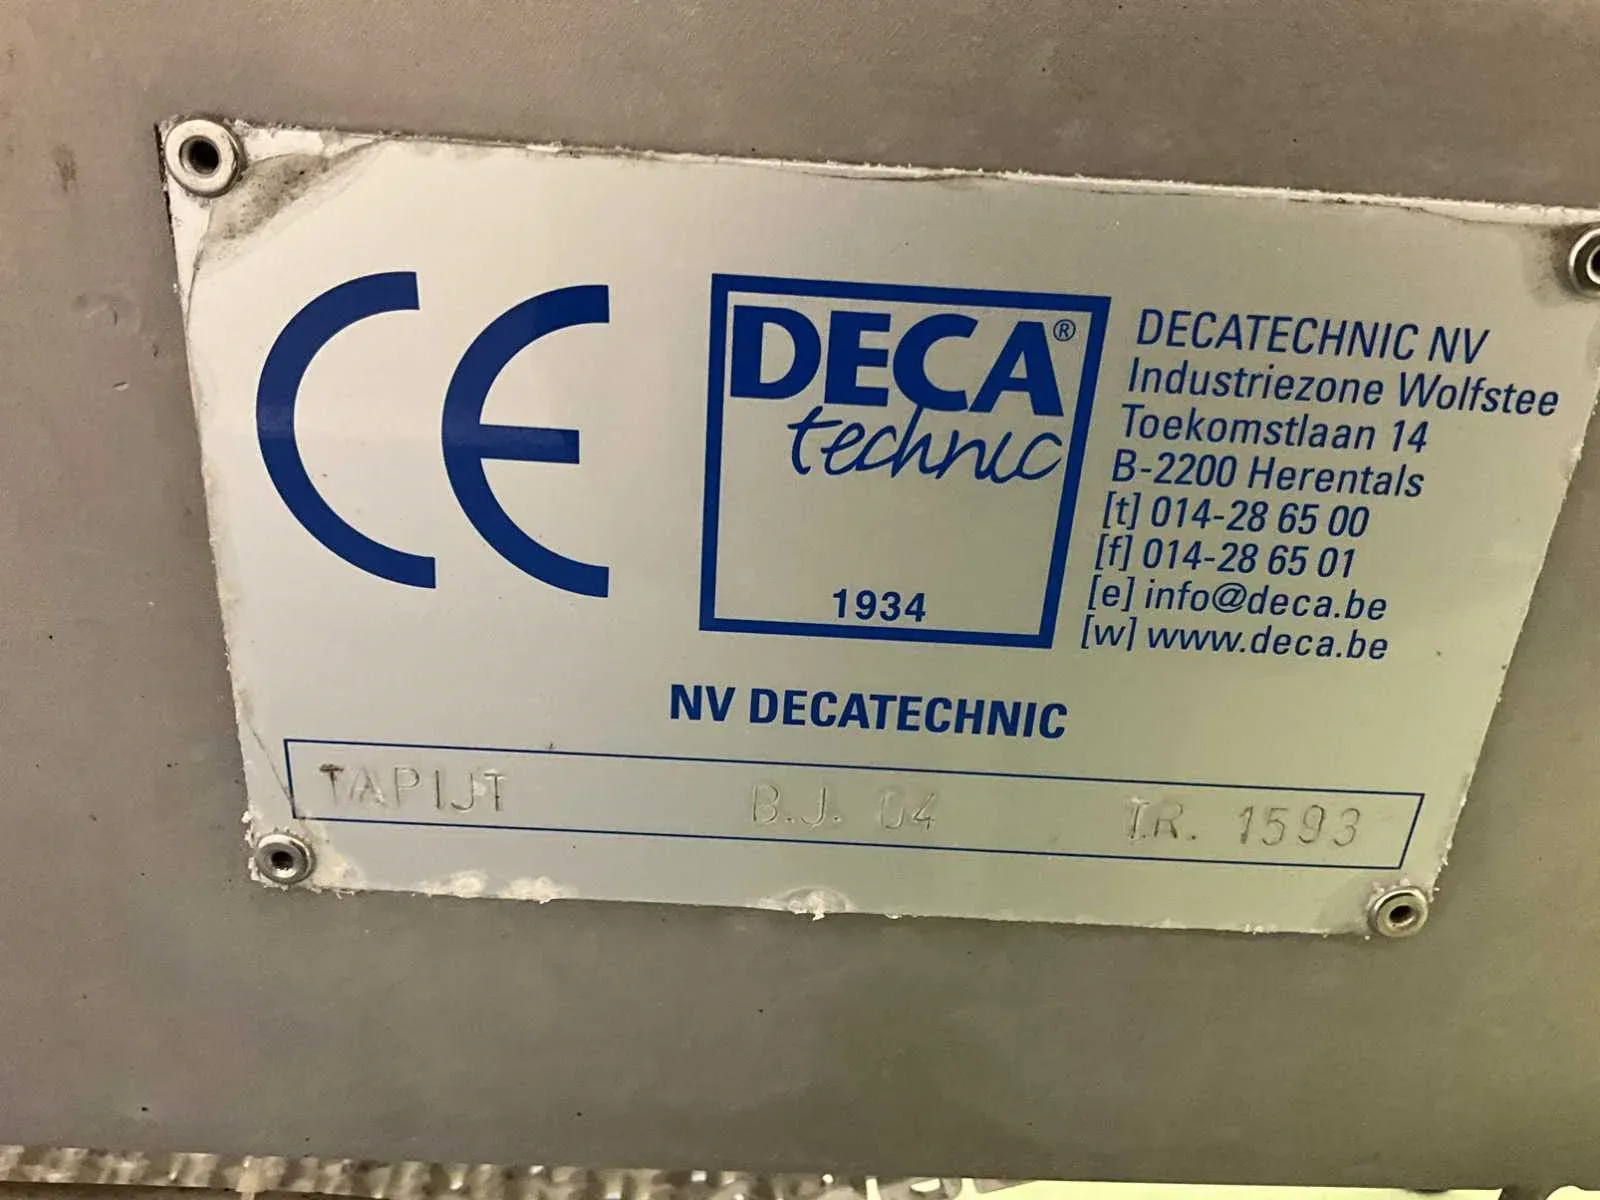 CE
DECA®
technic
1934
DECATECHNIC NV
Industriezone Wolfstee
Toekomstlaan 14
B-2200 Herentals
[t] 014-28 65 00
[f] 014-28 65 01
[e] info@deca.be
[w] www.deca.be
NV DECATECHNIC
TAPIJT B.J. 04 T.R. 1593